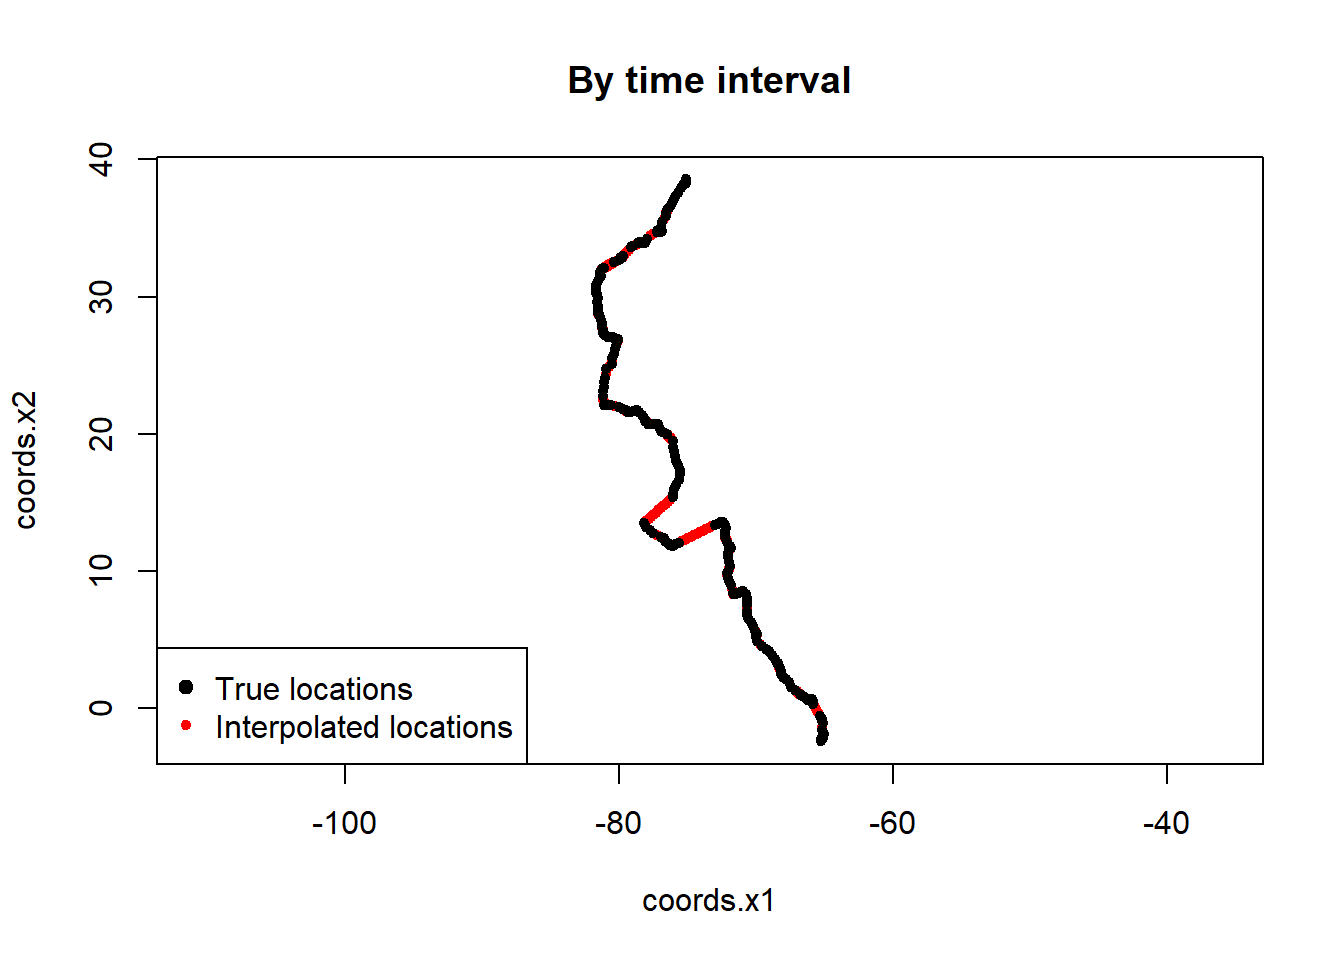 By time interval
40
30
20
10
0
coords.x2
True locations
Interpolated locations
-100 -80 -60 -40
coords.x1